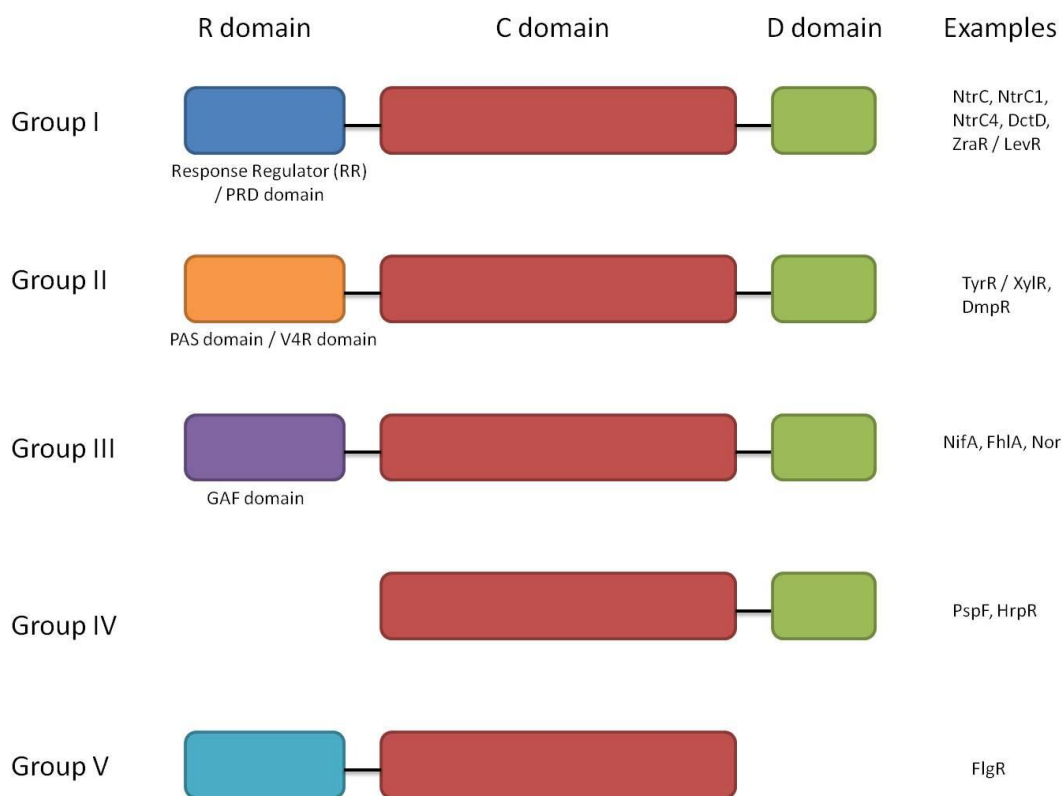 R domain
C domain
D domain
Examples
Group I
Response Regulator (RR)
/ PRD domain
NtrC, NtrC1,
NtrC4, DctD,
ZraR / LevR
Group II
PAS domain / V4R domain
TyrR / XylR,
DmpR
Group III
GAF domain
NifA, FhlA, Nor
Group IV
PspF, HrpR
Group V
FlgR